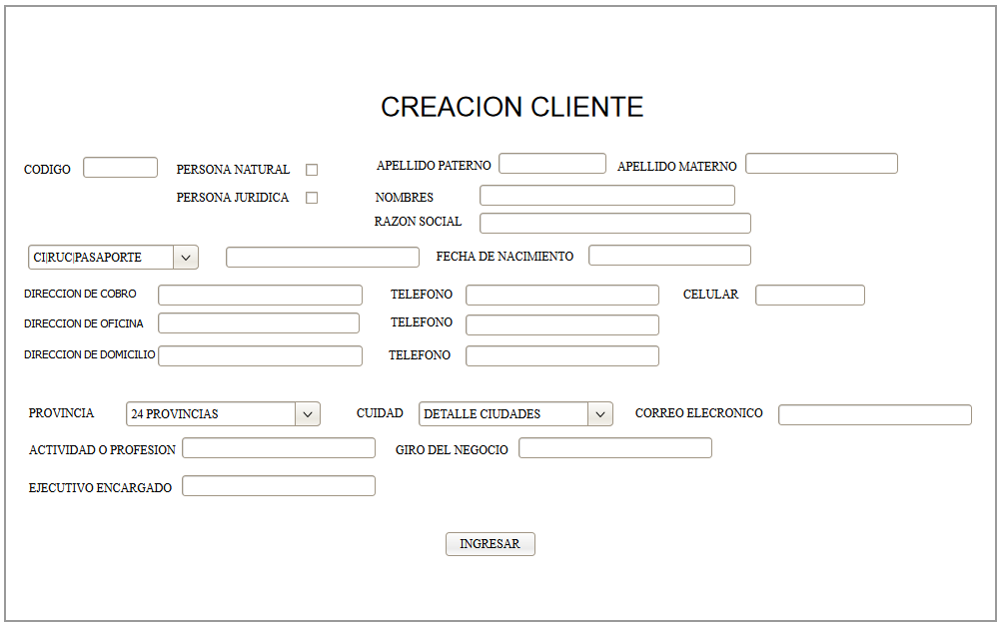 CREACION CLIENTE
CODIGO PERSONA NATURAL APELLIDO PATERNO APELLIDO MATERNO
PERSONA JURIDICA NOMBRES
RAZON SOCIAL
CI|RUC|PASAPORTE FECHA DE NACIMIENTO
DIRECCION DE COBRO TELEFONO CELULAR
DIRECCION DE OFICINA TELEFONO
DIRECCION DE DOMICILIO TELEFONO
PROVINCIA 24 PROVINCIAS CUIDAD DETALLE CIUDADES CORREO ELECRONICO
ACTIVIDAD O PROFESION GIRO DEL NEGOCIO
EJECUTIVO ENCARGADO
INGRESAR